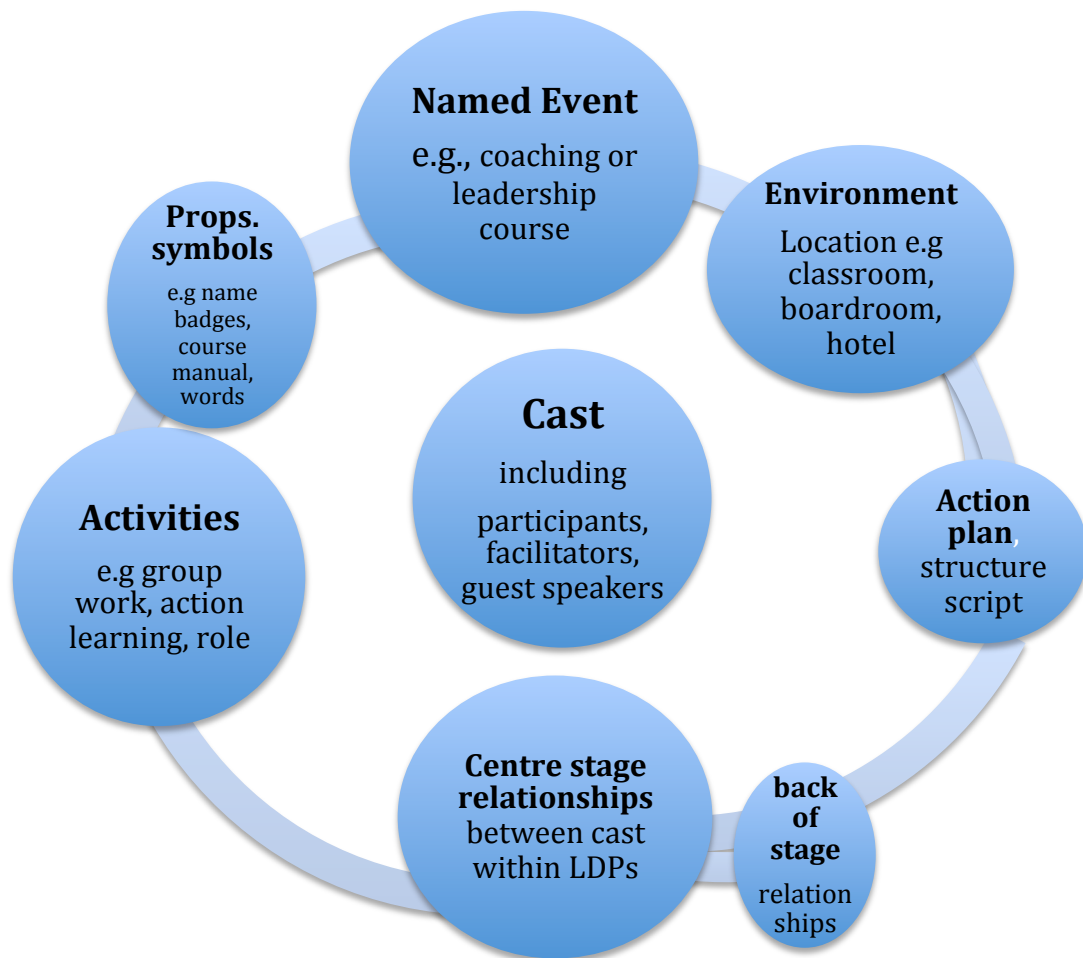 Named Event
e.g., coaching or
leadership
course
Environment
Location e.g
classroom,
boardroom,
hotel
Action
plan,
structure
script
back
of
stage
relation
ships
Centre stage
relationships
between cast
within LDPs
Activities
e.g group
work, action
learning, role
Props.
symbols
e.g name
badges,
course
manual,
words
Cast
including
participants,
facilitators,
guest speakers